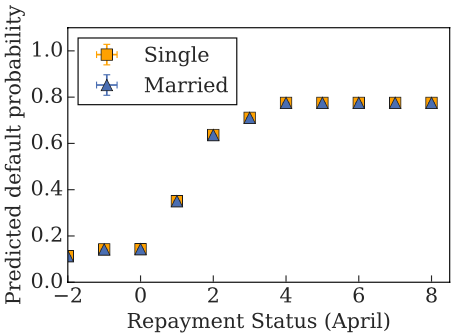 Predicted default probability
1.0
0.8
0.6
0.4
0.2
0.0
Single
Married
−2 0 2 4 6 8
Repayment Status (April)